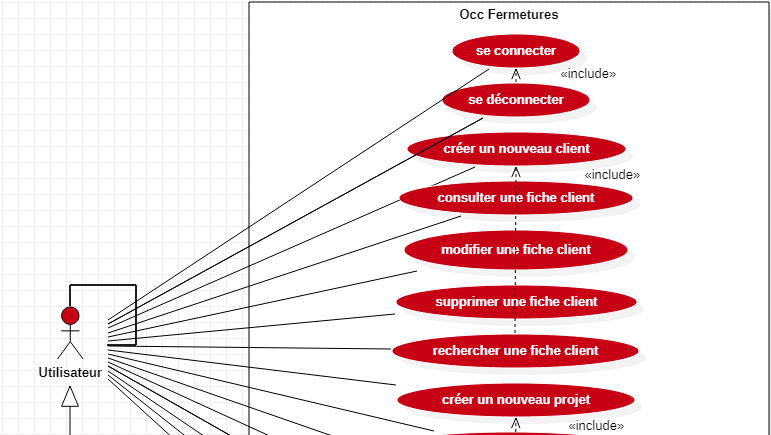 Occ Fermetures
se connecter
«include»
se déconnecter
créer un nouveau client
«include»
consulter une fiche client
modifier une fiche client
supprimer une fiche client
rechercher une fiche client
Utilisateur
créer un nouveau projet
«include»